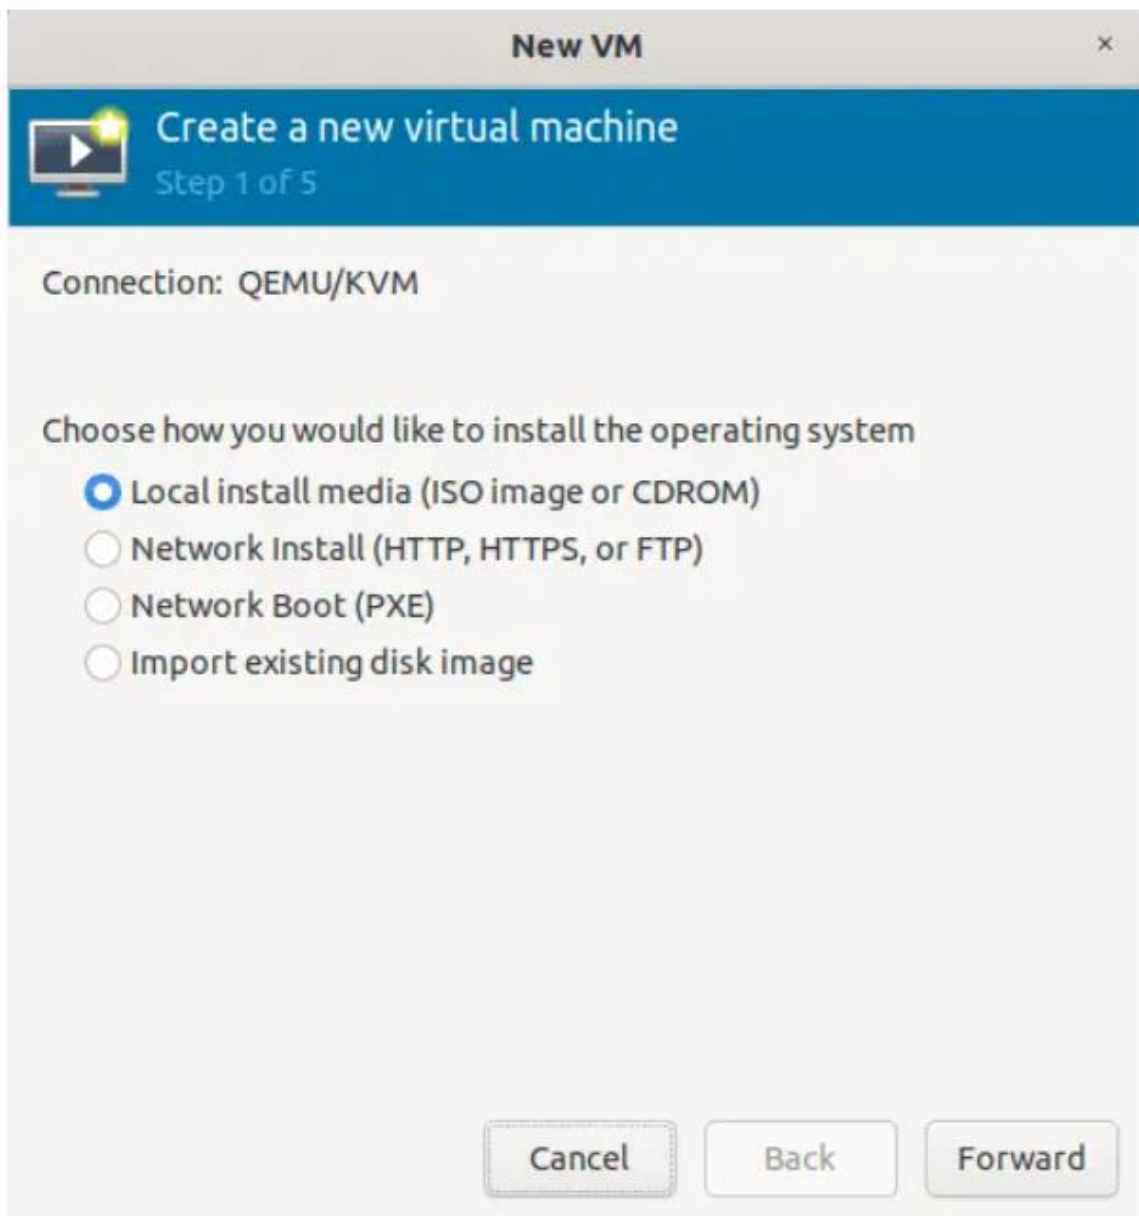 New VM
Create a new virtual machine
Step 1 of 5
Connection: QEMU/KVM
Choose how you would like to install the operating system
Local install media (ISO image or CDROM)
Network Install (HTTP, HTTPS, or FTP)
Network Boot (PXE)
Import existing disk image
Cancel Back Forward